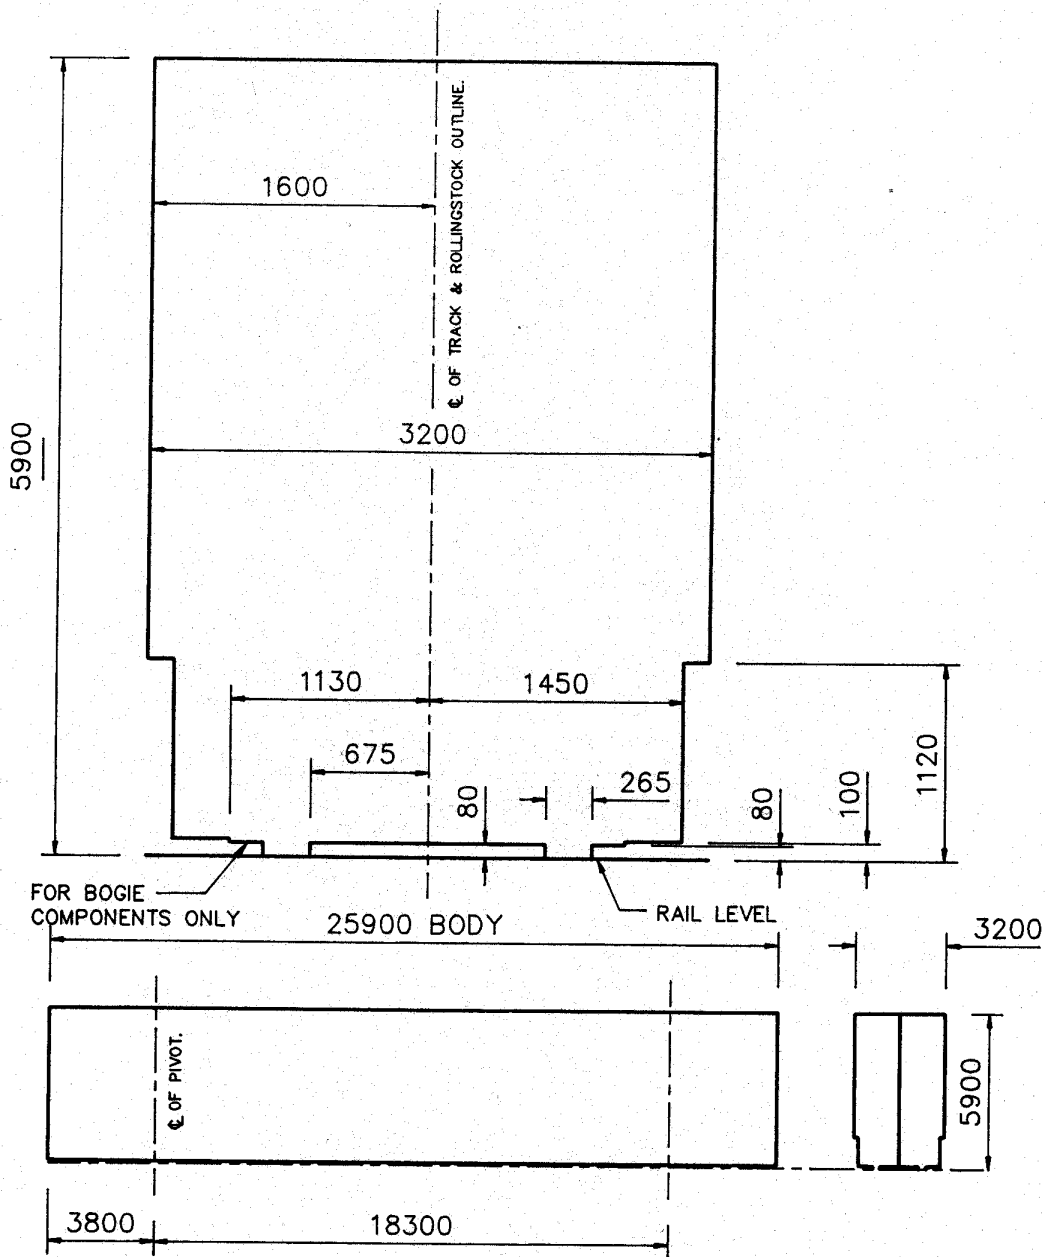 ℄ OF TRACK & ROLLINGSTOCK OUTLINE.
1600
5900
3200
1130
1450
675
80
265
80
100
1120
FOR BOGIE
COMPONENTS ONLY
RAIL LEVEL
25900 BODY
3200
℄ OF PIVOT.
5900
3800
18300